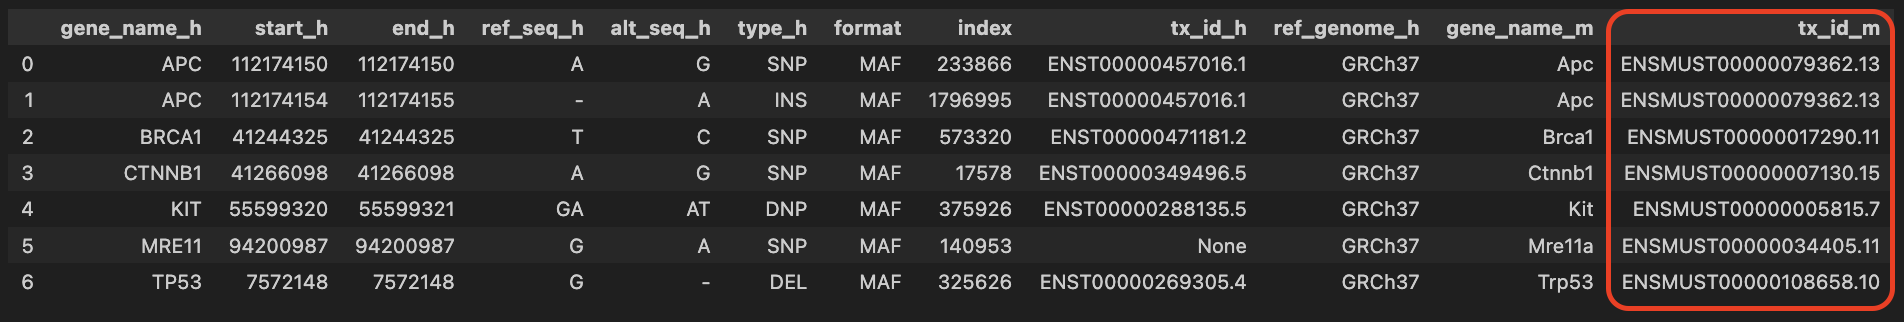 gene_name_h start_h end_h ref_seq_h alt_seq_h type_h format index tx_id_h ref_genome_h gene_name_m tx_id_m
0 APC 112174150 112174150 A G SNP MAF 233866 ENST00000457016.1 GRCh37 Apc ENSMUST00000079362.13
1 APC 112174154 112174155 - A INS MAF 1796995 ENST00000457016.1 GRCh37 Apc ENSMUST00000079362.13
2 BRCA1 41244325 41244325 T C SNP MAF 573320 ENST00000471181.2 GRCh37 Brca1 ENSMUST00000017290.11
3 CTNNB1 41266098 41266098 A G SNP MAF 17578 ENST00000349496.5 GRCh37 Ctnnb1 ENSMUST00000007130.15
4 KIT 55599320 55599321 GA AT DNP MAF 375926 ENST00000288135.5 GRCh37 Kit ENSMUST00000005815.7
5 MRE11 94200987 94200987 G A SNP MAF 140953 None GRCh37 Mre11a ENSMUST00000034405.11
6 TP53 7572148 7572148 G - DEL MAF 325626 ENST00000269305.4 GRCh37 Trp53 ENSMUST00000108658.10